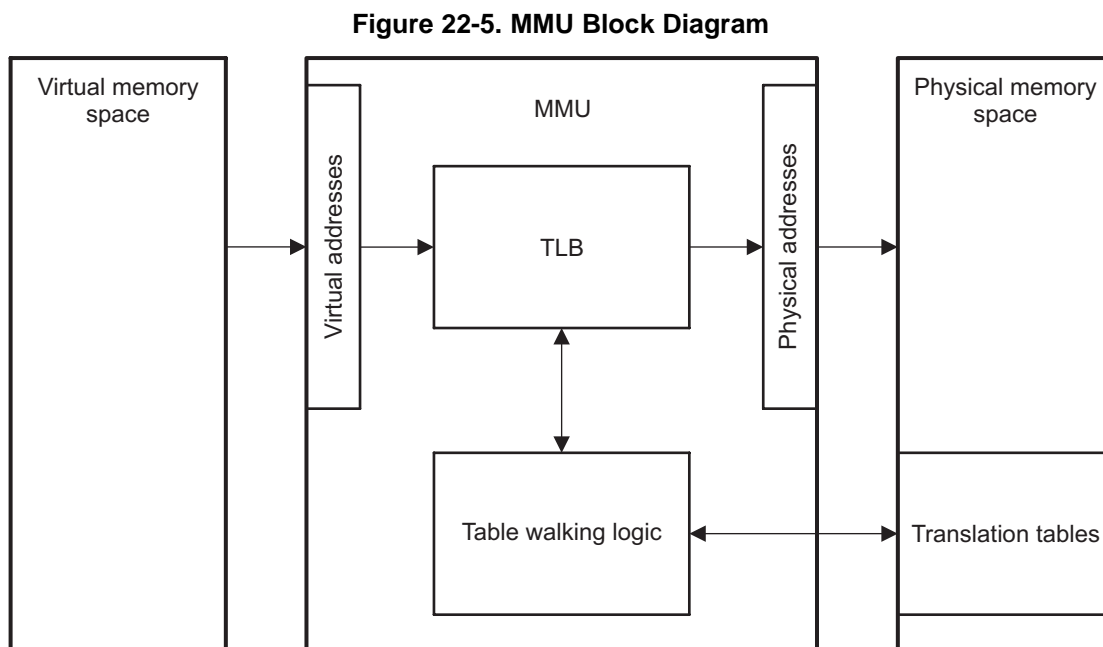 Figure 22-5. MMU Block Diagram
Virtual memory
space
Virtual addresses
MMU
TLB
Physical addresses
Physical memory
space
Table walking logic
Translation tables